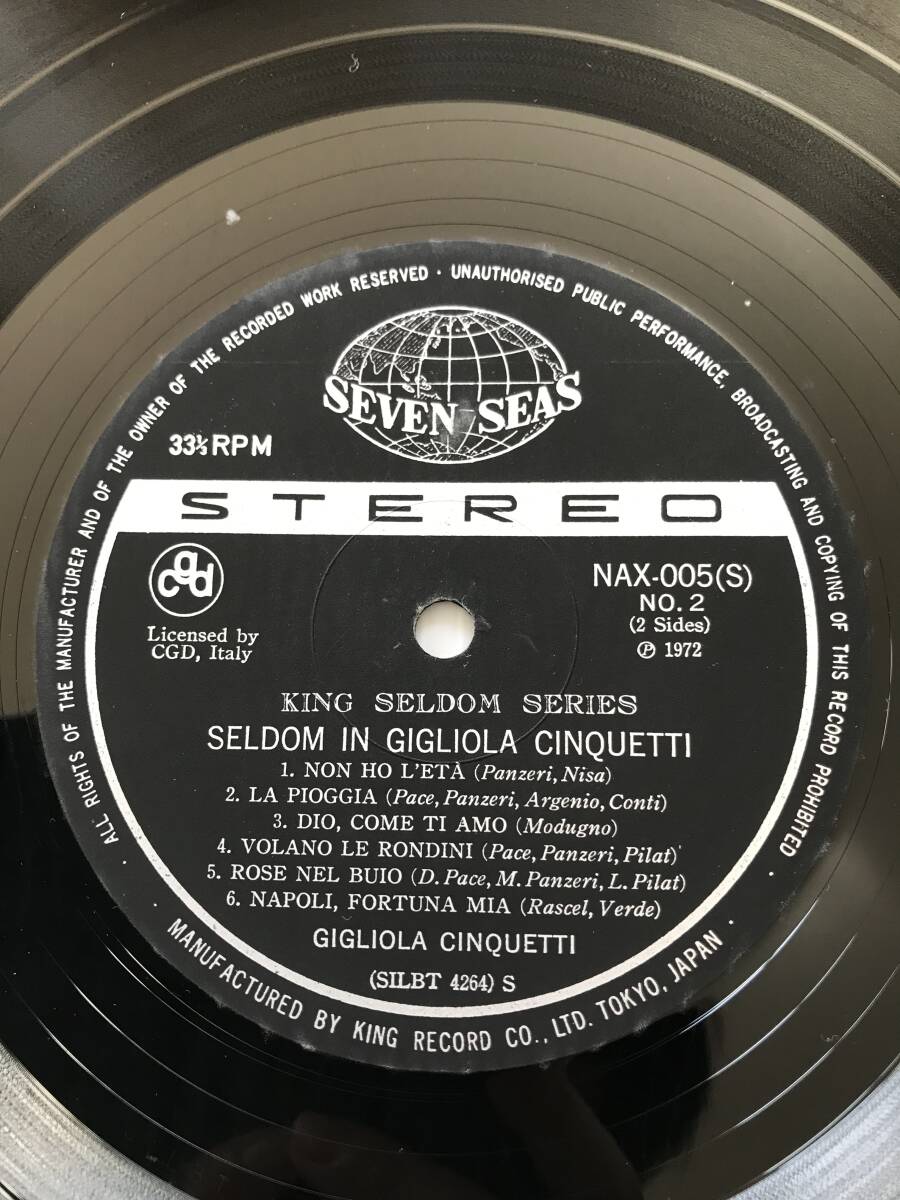 · ALL RIGHTS OF THE MANUFACTURER AND OF THE OWNER OF THE RECORDED WORK RESERVED · UNAUTHORISED PUBLIC PERFORMANCE, BROADCASTING AND COPYING OF THIS RECORD PROHIBITED ·
SEVEN SEAS
33⅓ RPM
STEREO
cgd
Licensed by
CGD, Italy
NAX-005(S)
NO. 2
(2 Sides)
℗ 1972
KING SELDOM SERIES
SELDOM IN GIGLIOLA CINQUETTI
1. NON HO L'ETÀ (Panzeri, Nisa)
2. LA PIOGGIA (Pace, Panzeri, Argenio, Conti)
3. DIO, COME TI AMO (Modugno)
4. VOLANO LE RONDINI (Pace, Panzeri, Pilat)
5. ROSE NEL BUIO (D. Pace, M. Panzeri, L. Pilat)
6. NAPOLI, FORTUNA MIA (Rascel, Verde)
GIGLIOLA CINQUETTI
(SILBT 4264) S
· MANUFACTURED BY KING RECORD CO., LTD. TOKYO, JAPAN ·